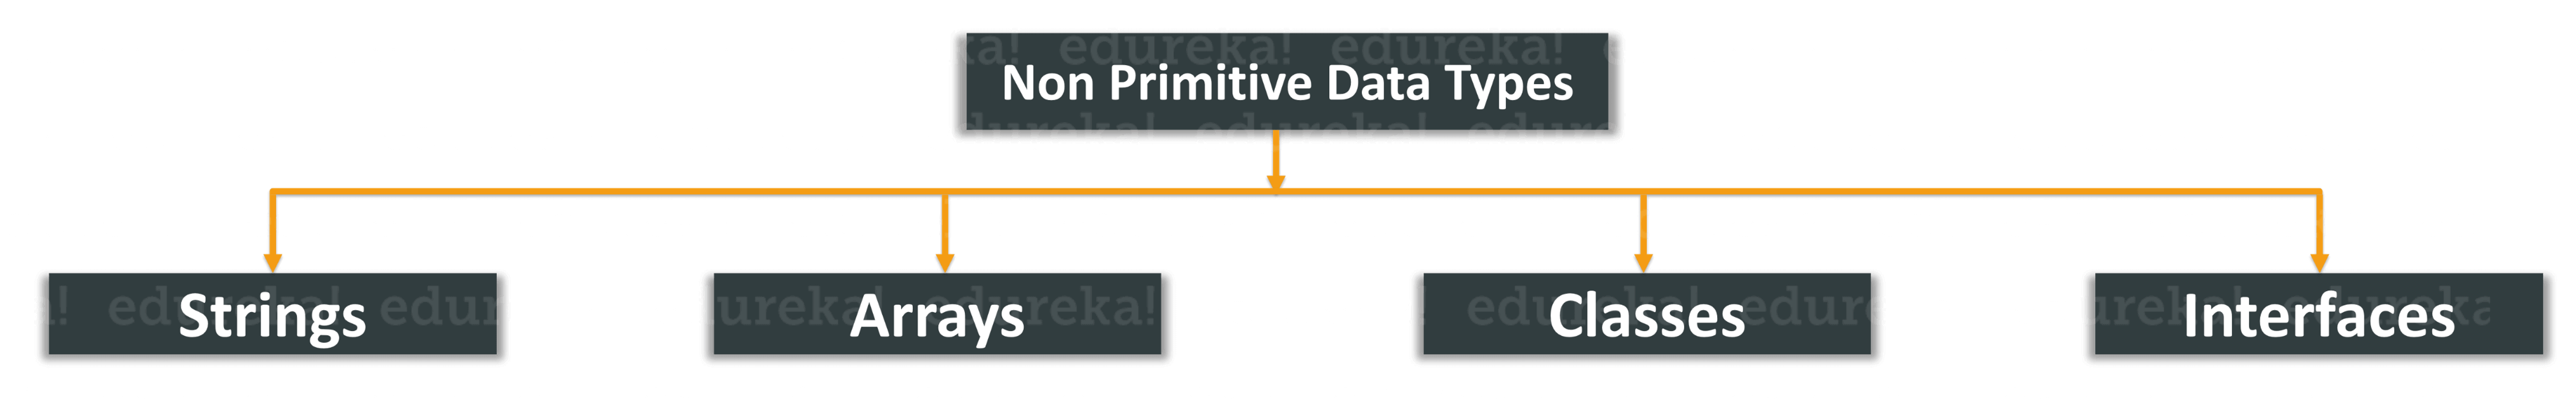 Non Primitive Data Types
Strings
Arrays
Classes
Interfaces